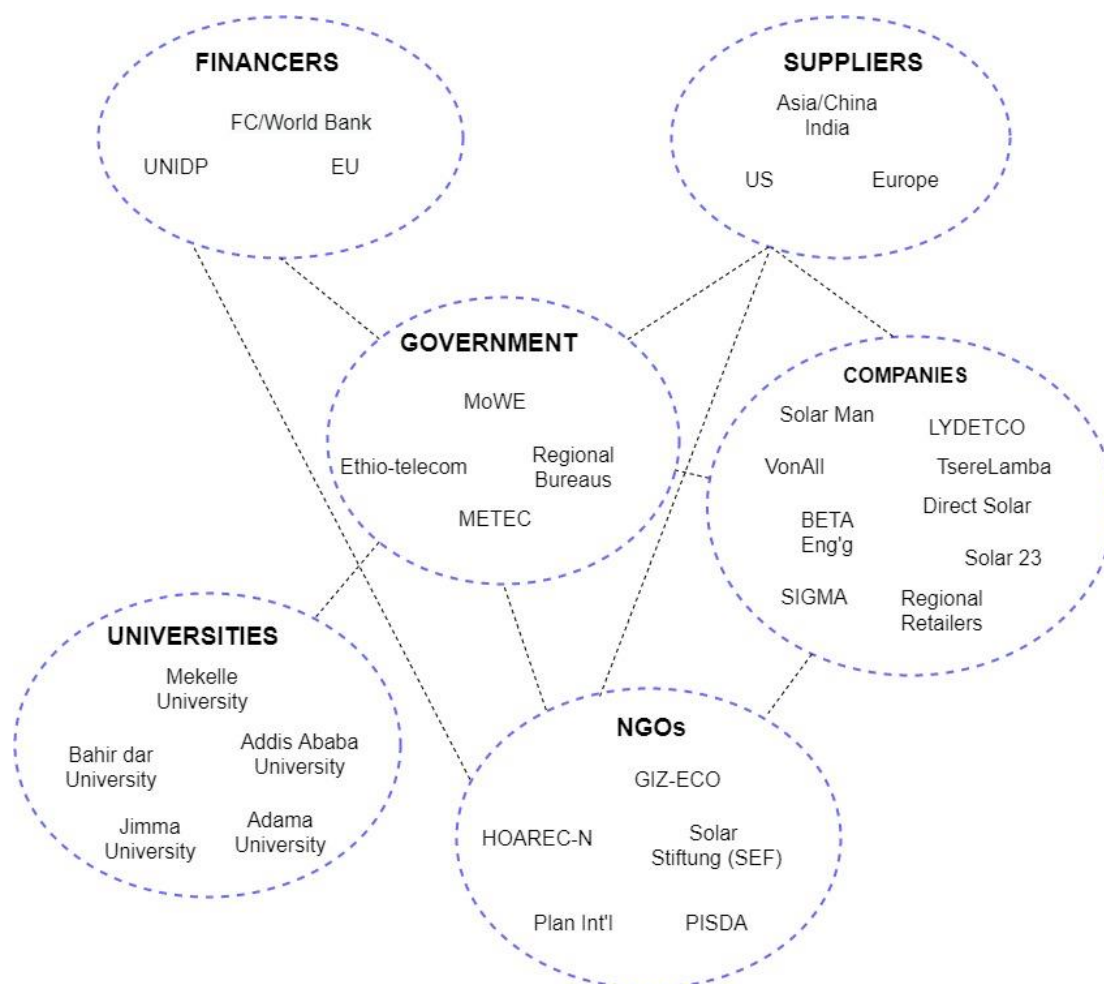 FINANCERS
FC/World Bank
UNIDP
EU
SUPPLIERS
Asia/China
India
US
Europe
GOVERNMENT
MoWE
Ethio-telecom
Regional
Bureaus
METEC
COMPANIES
Solar Man
LYDETCO
VonAll
TsereLamba
BETA
Eng'g
Direct Solar
Solar 23
SIGMA
Regional
Retailers
UNIVERSITIES
Mekelle
University
Bahir dar
University
Addis Ababa
University
Jimma
University
Adama
University
NGOs
GIZ-ECO
HOAREC-N
Solar
Stiftung (SEF)
Plan Int'l
PISDA